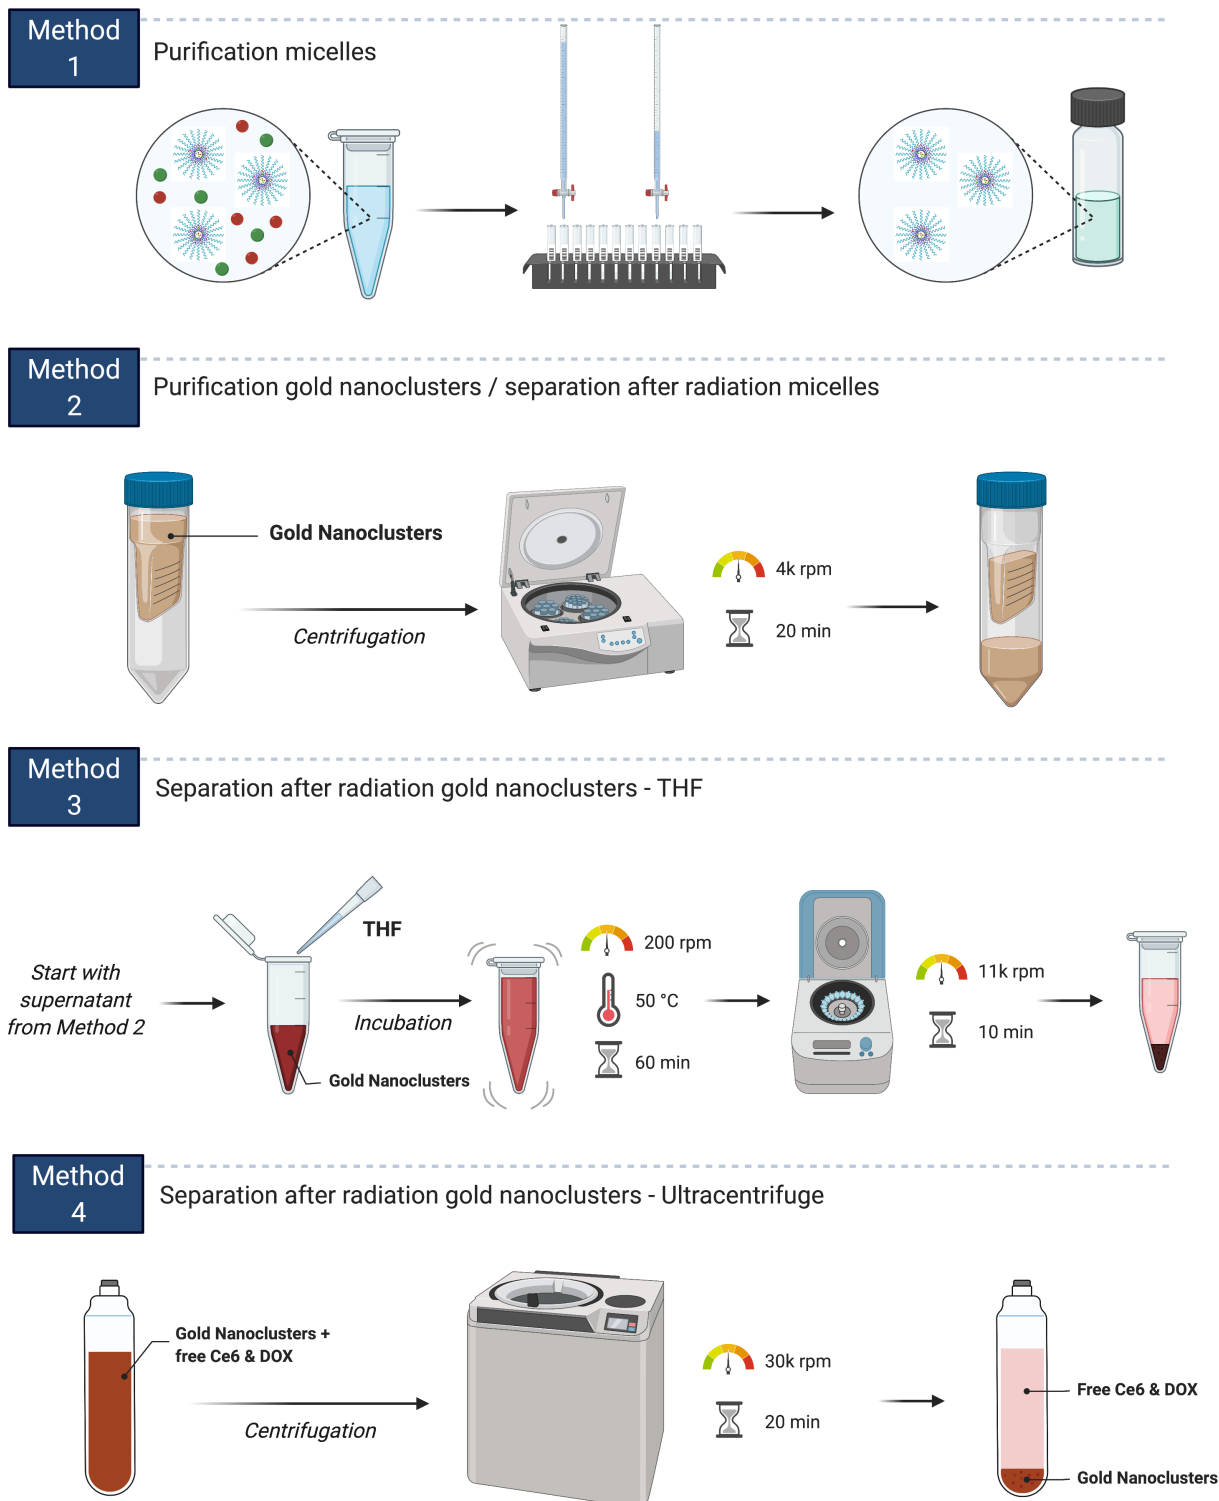 Method
1
Purification micelles
Method
2
Purification gold nanoclusters / separation after radiation micelles
Gold Nanoclusters
Centrifugation
4k rpm
20 min
Method
3
Separation after radiation gold nanoclusters - THF
Start with
supernatant
from Method 2
THF
Incubation
Gold Nanoclusters
200 rpm
50 °C
60 min
11k rpm
10 min
Method
4
Separation after radiation gold nanoclusters - Ultracentrifuge
Gold Nanoclusters +
free Ce6 & DOX
Centrifugation
30k rpm
20 min
Free Ce6 & DOX
Gold Nanoclusters